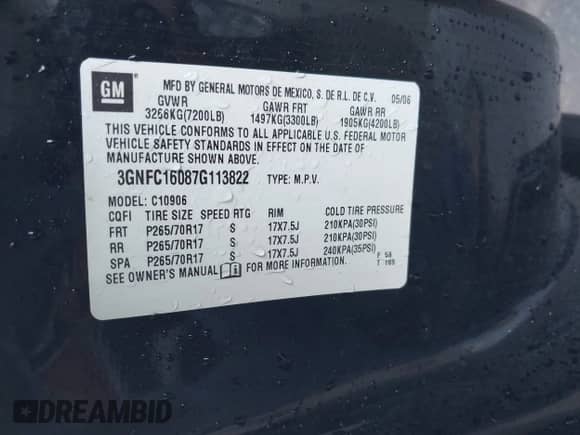 GM
MFD BY GENERAL MOTORS DE MEXICO, S. DE R.L. DE C.V. 05/06
GVWR GAWR FRT GAWR RR
3266KG(7200LB) 1497KG(3300LB) 1905KG(4200LB)
THIS VEHICLE CONFORMS TO ALL APPLICABLE U.S. FEDERAL MOTOR
VEHICLE SAFETY STANDARDS IN EFFECT ON THE DATE OF
MANUFACTURE SHOWN ABOVE.
3GNFC16087G113822 TYPE: M.P.V.
MODEL: C10906
CQFI TIRE SIZE SPEED RTG RIM COLD TIRE PRESSURE
FRT P265/70R17 S 17X7.5J 210KPA(30PSI)
RR P265/70R17 S 17X7.5J 210KPA(30PSI)
SPA P265/70R17 S 17X7.5J 240KPA(35PSI) F 58
SEE OWNER'S MANUAL FOR MORE INFORMATION. T 185
DREAMBID